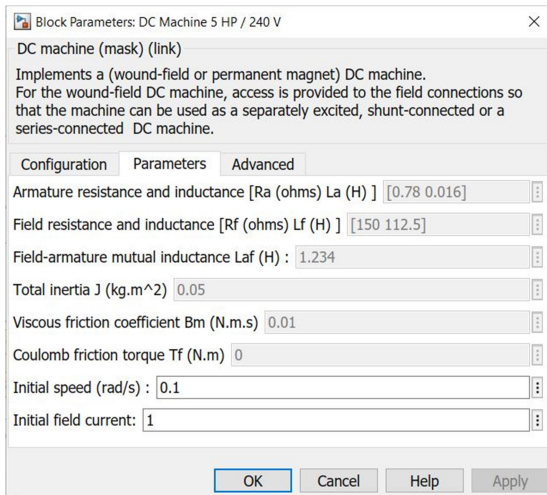 Block Parameters: DC Machine 5 HP / 240 V
DC machine (mask) (link)
Implements a (wound-field or permanent magnet) DC machine.
For the wound-field DC machine, access is provided to the field connections so
that the machine can be used as a separately excited, shunt-connected or a
series-connected DC machine.
Configuration Parameters Advanced
Armature resistance and inductance [Ra (ohms) La (H) ] [0.78 0.016]
Field resistance and inductance [Rf (ohms) Lf (H) ] [150 112.5]
Field-armature mutual inductance Laf (H) : 1.234
Total inertia J (kg.m^2) 0.05
Viscous friction coefficient Bm (N.m.s) 0.01
Coulomb friction torque Tf (N.m) 0
Initial speed (rad/s) : 0.1
Initial field current: 1
OK Cancel Help Apply